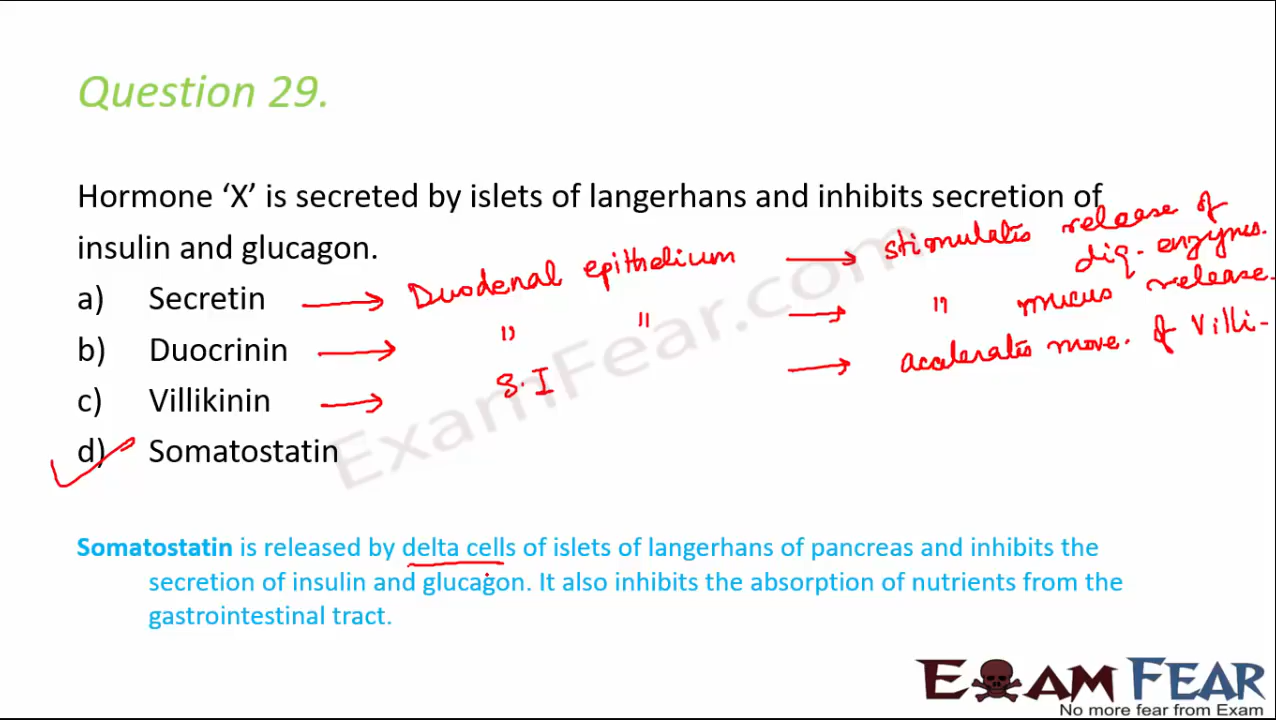 Question 29.
Hormone ‘X’ is secreted by islets of langerhans and inhibits secretion of
insulin and glucagon.
stimulates release of
dig. enzymes.
a) Secretin → Duodenal epithelium →
b) Duocrinin → " " → " mucus release.
c) Villikinin → S.I → accelerates move. of villi-
d) Somatostatin
ExamFear.com
Somatostatin is released by delta cells of islets of langerhans of pancreas and inhibits the
secretion of insulin and glucagon. It also inhibits the absorption of nutrients from the
gastrointestinal tract.
EXAM FEAR
No more fear from Exam